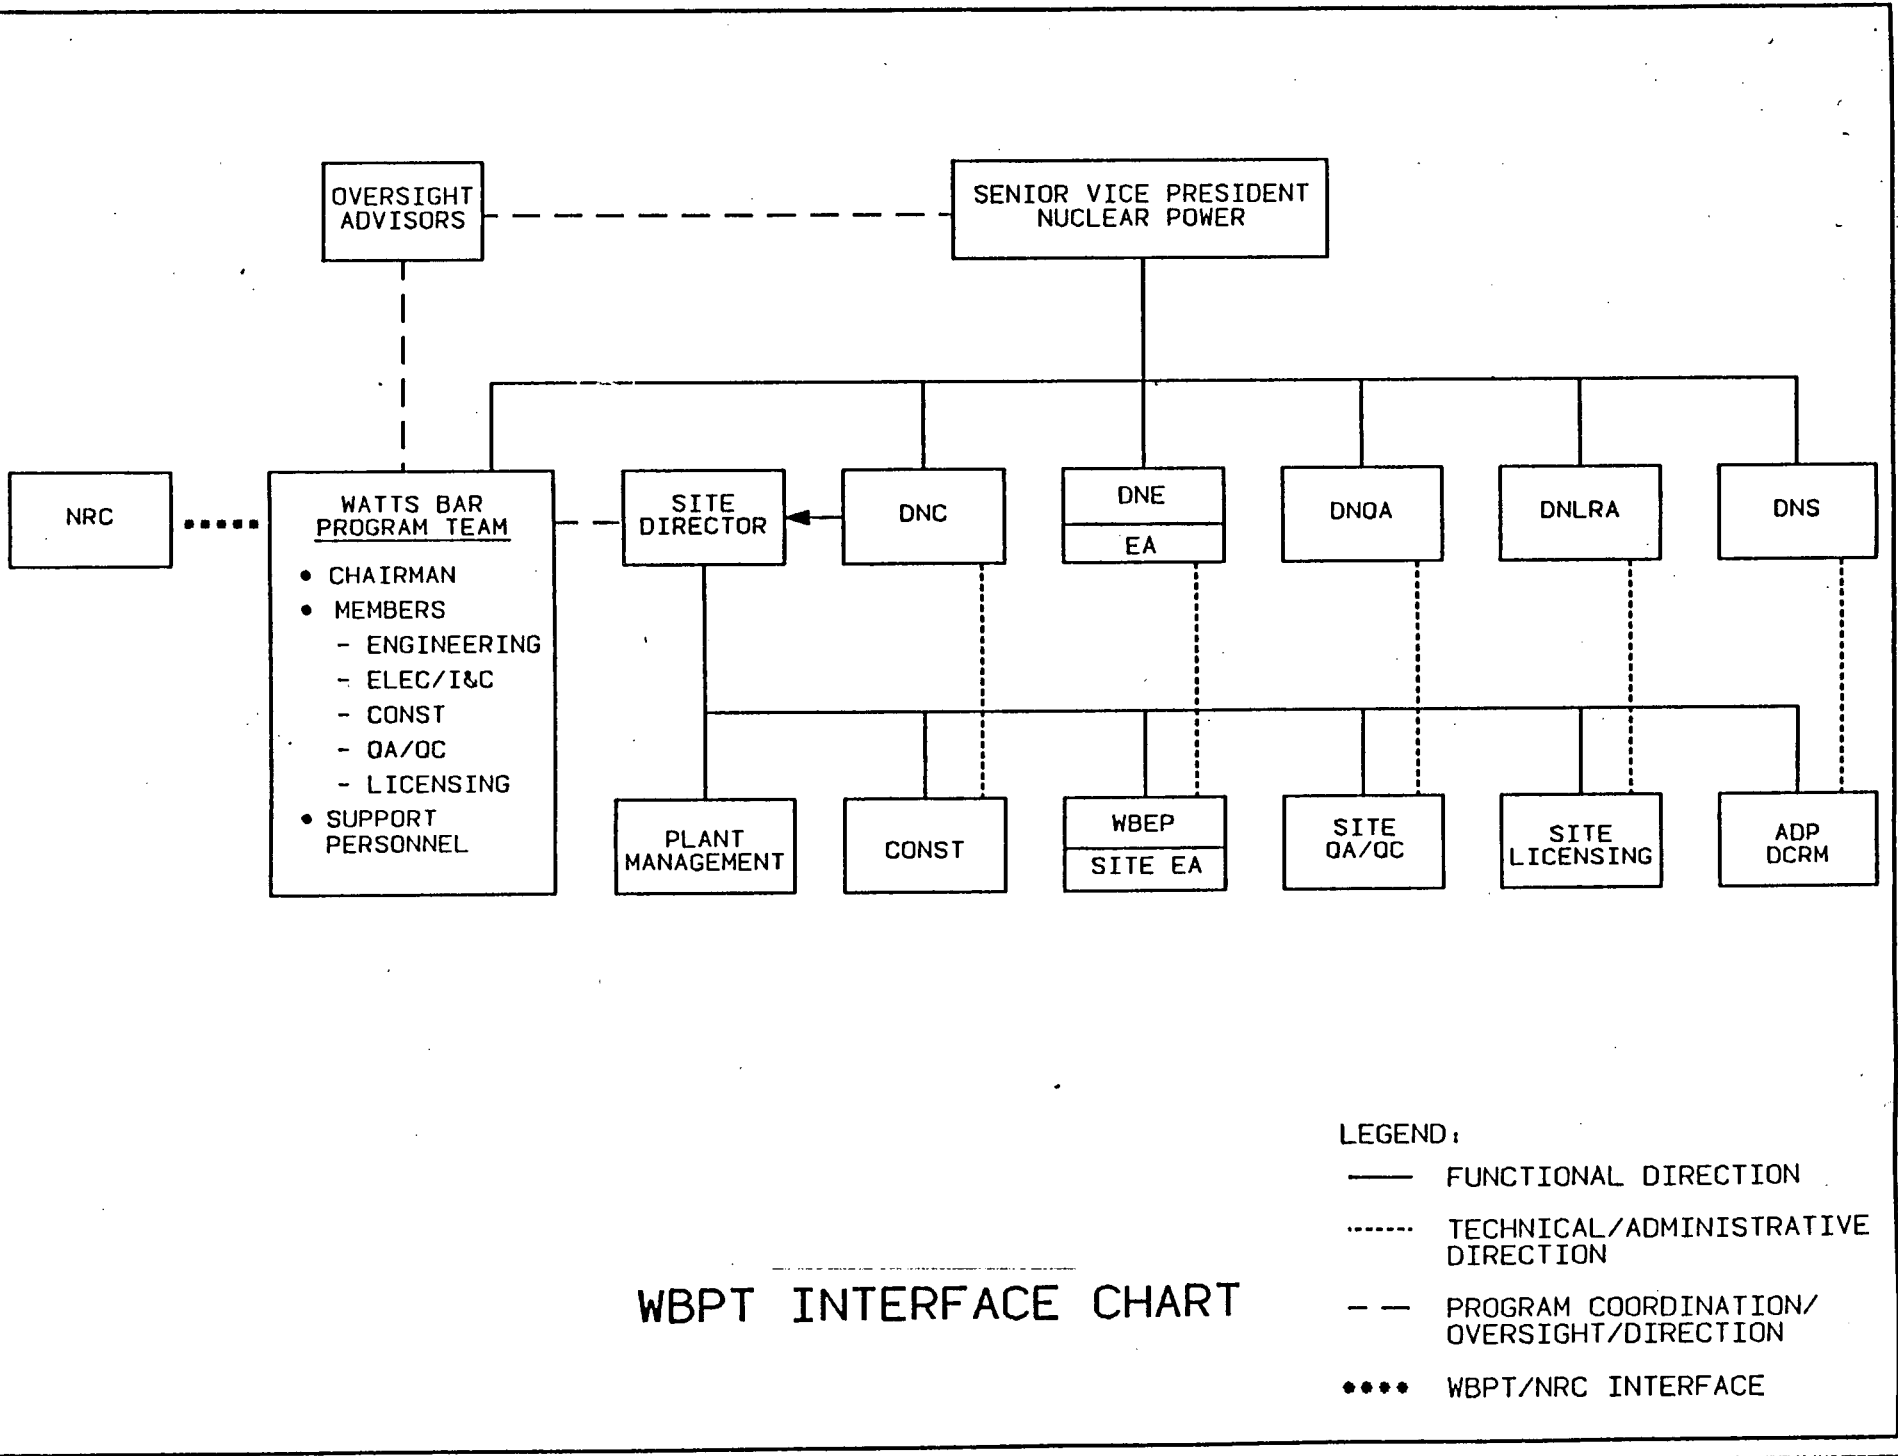 OVERSIGHT
ADVISORS
SENIOR VICE PRESIDENT
NUCLEAR POWER
NRC
WATTS BAR
PROGRAM TEAM
• CHAIRMAN
• MEMBERS
- ENGINEERING
- ELEC/I&C
- CONST
- QA/QC
- LICENSING
• SUPPORT
PERSONNEL
SITE
DIRECTOR
DNC
DNE
EA
DNQA
DNLRA
DNS
PLANT
MANAGEMENT
CONST
WBEP
SITE EA
SITE
QA/QC
SITE
LICENSING
ADP
DCRM
LEGEND:
FUNCTIONAL DIRECTION
TECHNICAL/ADMINISTRATIVE
DIRECTION
PROGRAM COORDINATION/
OVERSIGHT/DIRECTION
WBPT/NRC INTERFACE
WBPT INTERFACE CHART